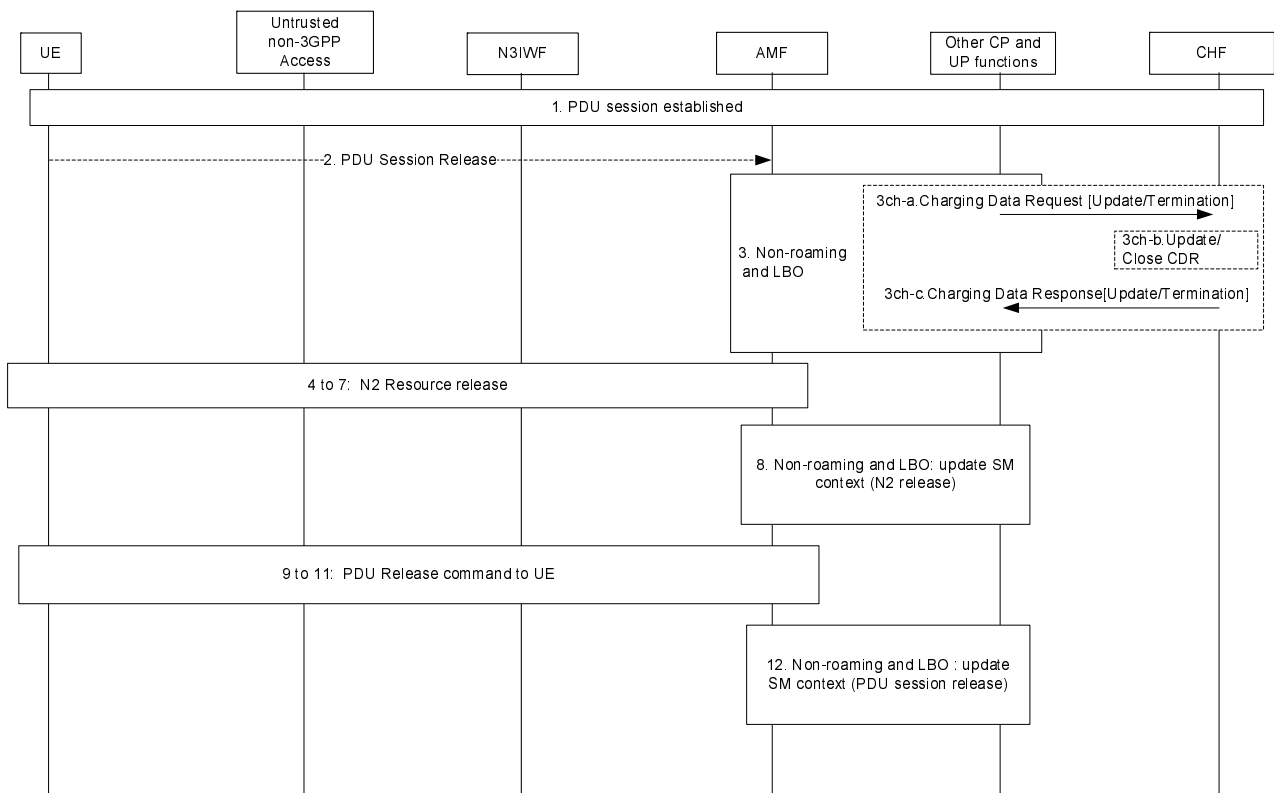 UE
Untrusted
non-3GPP
Access
N3IWF
AMF
Other CP and
UP functions
CHF
1. PDU session established
2. PDU Session Release
3ch-a.Charging Data Request [Update/Termination]
3. Non-roaming
and LBO
3ch-b.Update/
Close CDR
3ch-c.Charging Data Response[Update/Termination]
4 to 7: N2 Resource release
8. Non-roaming and LBO: update SM
context (N2 release)
9 to 11: PDU Release command to UE
12. Non-roaming and LBO : update
SM context (PDU session release)